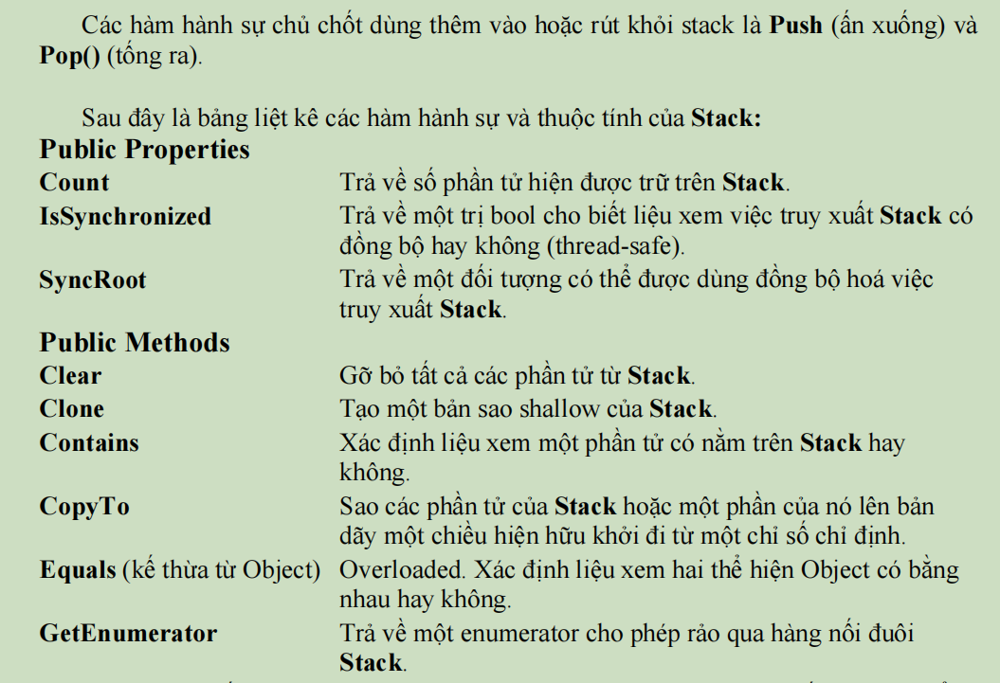 Các hàm hành sự chủ chốt dùng thêm vào hoặc rút khỏi stack là Push (ấn xuống) và
Pop() (tống ra).
Sau đây là bảng liệt kê các hàm hành sự và thuộc tính của Stack:
Public Properties
Count Trả về số phần tử hiện được trữ trên Stack.
IsSynchronized Trả về một trị bool cho biết liệu xem việc truy xuất Stack có
đồng bộ hay không (thread-safe).
SyncRoot Trả về một đối tượng có thể được dùng đồng bộ hoá việc
truy xuất Stack.
Public Methods
Clear Gỡ bỏ tất cả các phần tử từ Stack.
Clone Tạo một bản sao shallow của Stack.
Contains Xác định liệu xem một phần tử có nằm trên Stack hay
không.
CopyTo Sao các phần tử của Stack hoặc một phần của nó lên bản
dãy một chiều hiện hữu khởi đi từ một chỉ số chỉ định.
Equals (kế thừa từ Object) Overloaded. Xác định liệu xem hai thể hiện Object có bằng
nhau hay không.
GetEnumerator Trả về một enumerator cho phép rảo qua hàng nối đuôi
Stack.